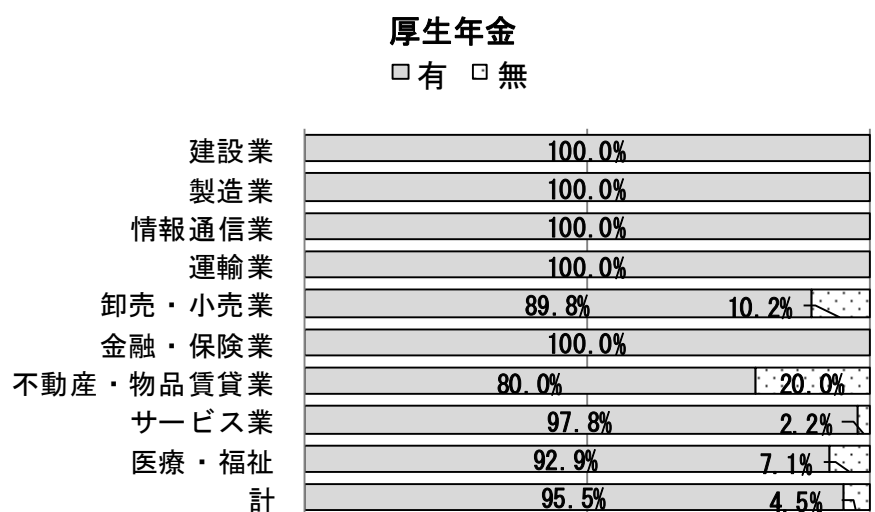 厚生年金
有 無
建設業 100.0%
製造業 100.0%
情報通信業 100.0%
運輸業 100.0%
卸売・小売業 89.8% 10.2%
金融・保険業 100.0%
不動産・物品賃貸業 80.0% 20.0%
サービス業 97.8% 2.2%
医療・福祉 92.9% 7.1%
計 95.5% 4.5%